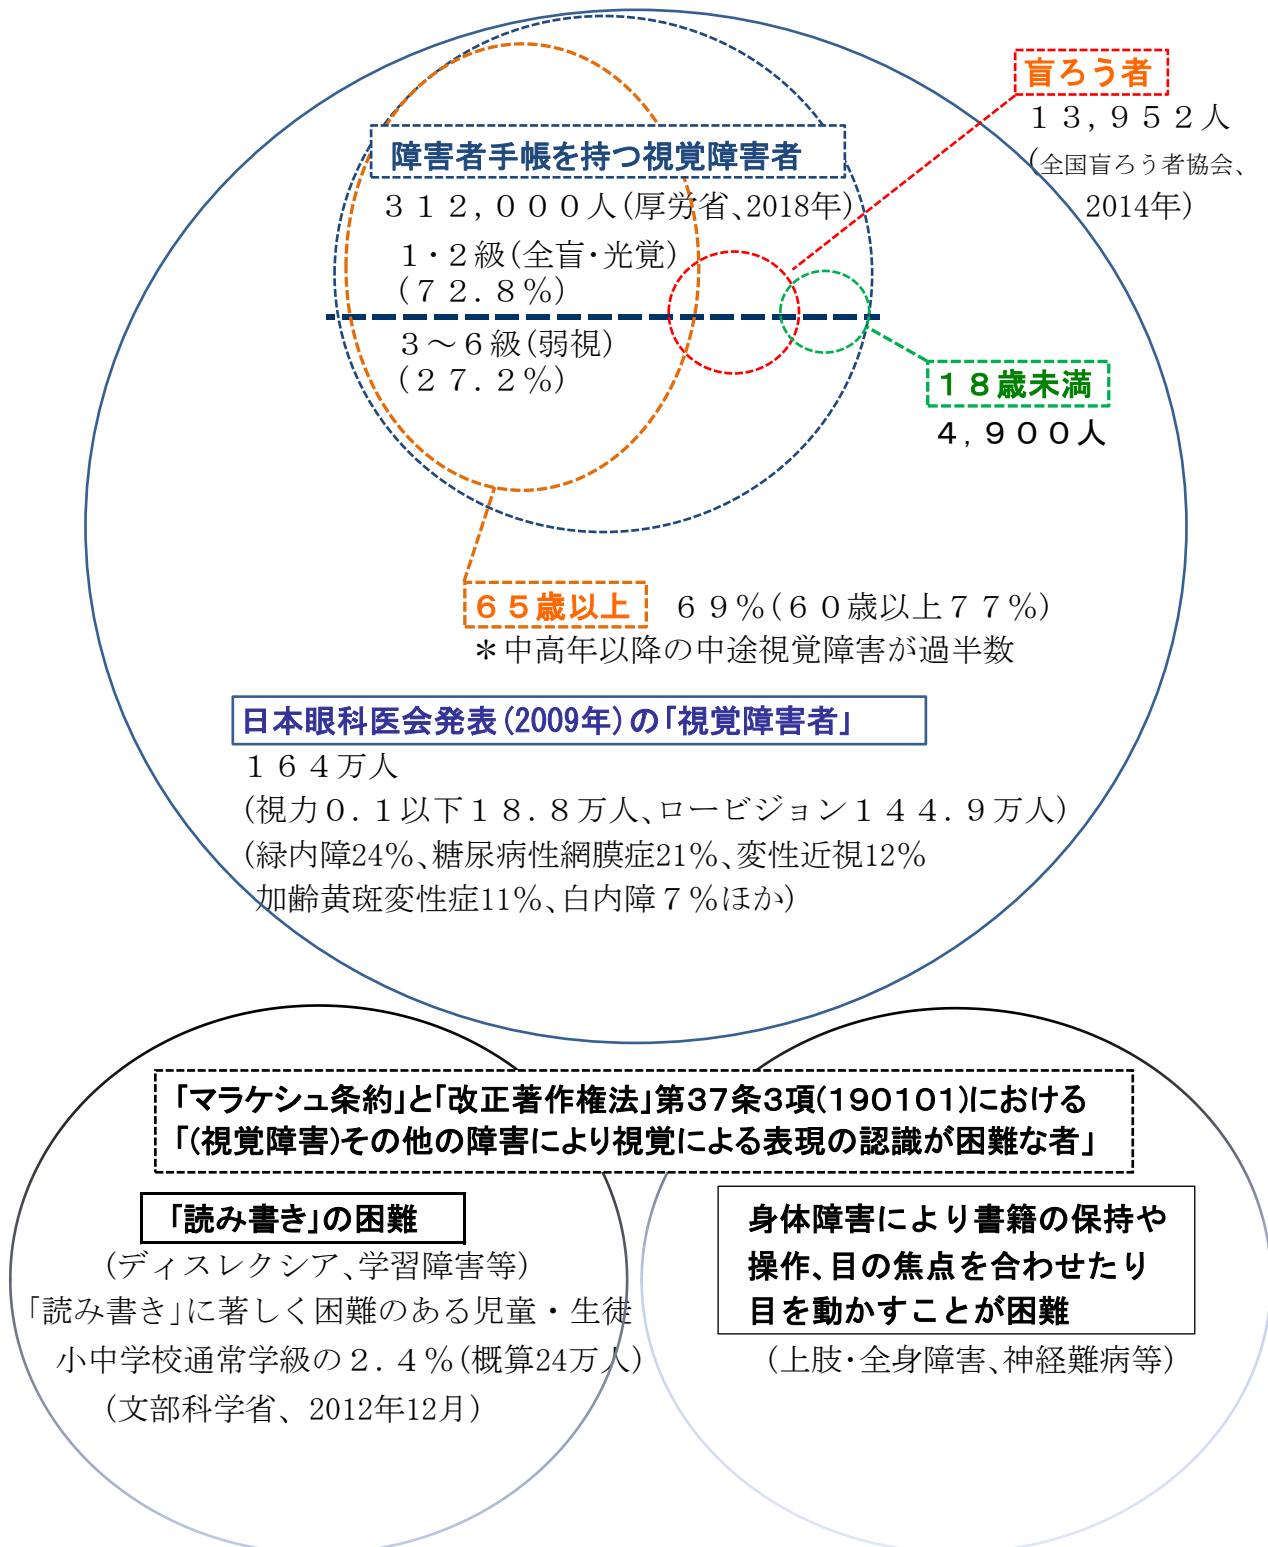 盲ろう者
１３,９５２人
(全国盲ろう者協会、
2014年)
障害者手帳を持つ視覚障害者
３１２,０００人(厚労省、2018年)
１・２級(全盲・光覚)
(７２.８%)
３～６級(弱視)
(２７.２%)
１８歳未満
４,９００人
６５歳以上　６９%(６０歳以上７７%)
＊中高年以降の中途視覚障害が過半数
日本眼科医会発表(2009年)の「視覚障害者」
１６４万人
(視力０.１以下１８.８万人、ロービジョン１４４.９万人)
(緑内障24%、糖尿病性網膜症21%、変性近視12%
加齢黄斑変性症11%、白内障７%ほか)
「マラケシュ条約」と「改正著作権法」第37条3項(190101)における
「(視覚障害)その他の障害により視覚による表現の認識が困難な者」
「読み書き」の困難
(ディスレクシア、学習障害等)
「読み書き」に著しく困難のある児童・生徒
小中学校通常学級の２.４%(概算24万人)
(文部科学省、2012年12月)
身体障害により書籍の保持や
操作、目の焦点を合わせたり
目を動かすことが困難
(上肢・全身障害、神経難病等)